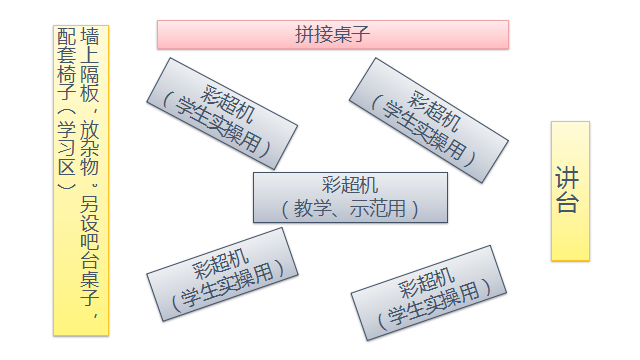 拼接桌子
墙上隔板，放杂物。另设吧台桌子，
配套椅子（学习区）
彩超机
（学生实操用）
彩超机
（学生实操用）
彩超机
（教学、示范用）
讲台
彩超机
（学生实操用）
彩超机
（学生实操用）